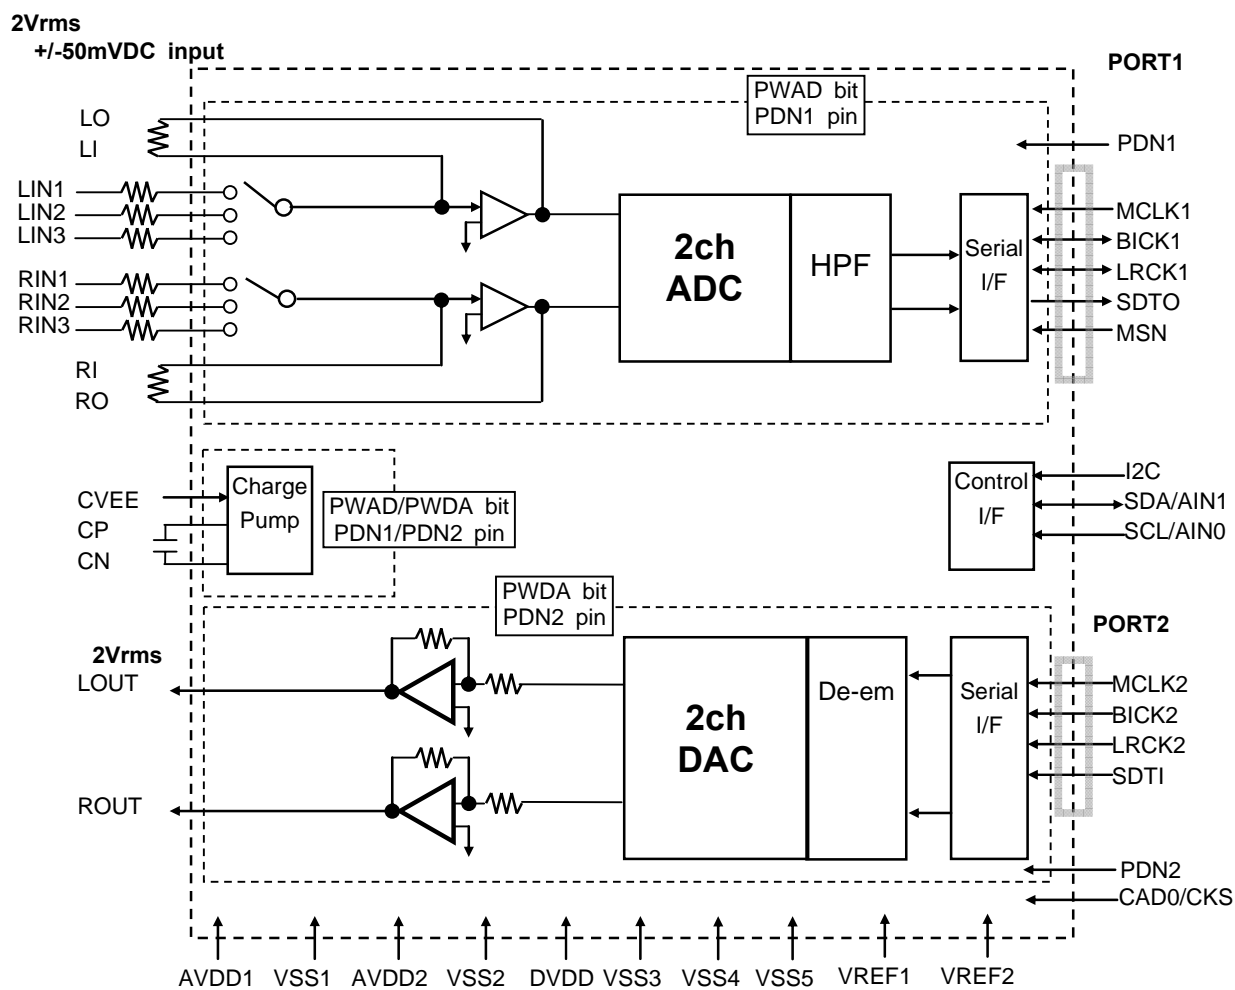 2Vrms
+/-50mVDC input
PORT1
PWAD bit
PDN1 pin
LO
LI
PDN1
LIN1
LIN2
LIN3
2ch
ADC
HPF
Serial
I/F
MCLK1
BICK1
LRCK1
SDTO
MSN
RIN1
RIN2
RIN3
RI
RO
Charge
Pump
CVEE
CP
CN
PWAD/PWDA bit
PDN1/PDN2 pin
Control
I/F
I2C
SDA/AIN1
SCL/AIN0
PWDA bit
PDN2 pin
PORT2
2Vrms
LOUT
ROUT
2ch
DAC
De-em
Serial
I/F
MCLK2
BICK2
LRCK2
SDTI
PDN2
CAD0/CKS
AVDD1 VSS1 AVDD2 VSS2 DVDD VSS3 VSS4 VSS5 VREF1 VREF2